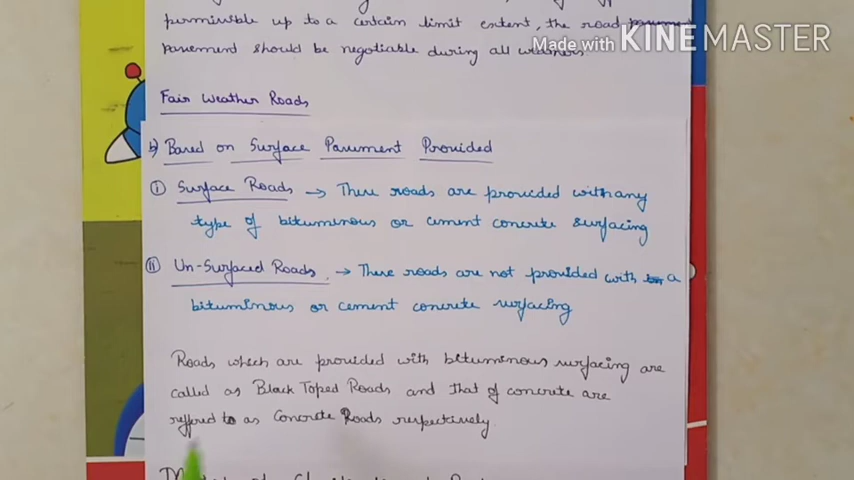 permissible up to a certain limit extent, the road pavement
pavement should be negotiable during all weathers
Made with KINEMASTER
Fair Weather Roads
b) Based on Surface Pavement Provided
(i) Surface Roads → These roads are provided with any
type of bituminous or cement concrete surfacing
(ii) Un-Surfaced Roads → These roads are not provided with a
bituminous or cement concrete surfacing
Roads which are provided with bituminous surfacing are
called as Black Toped Roads and that of concrete are
reffred to as Concrete Roads respectively